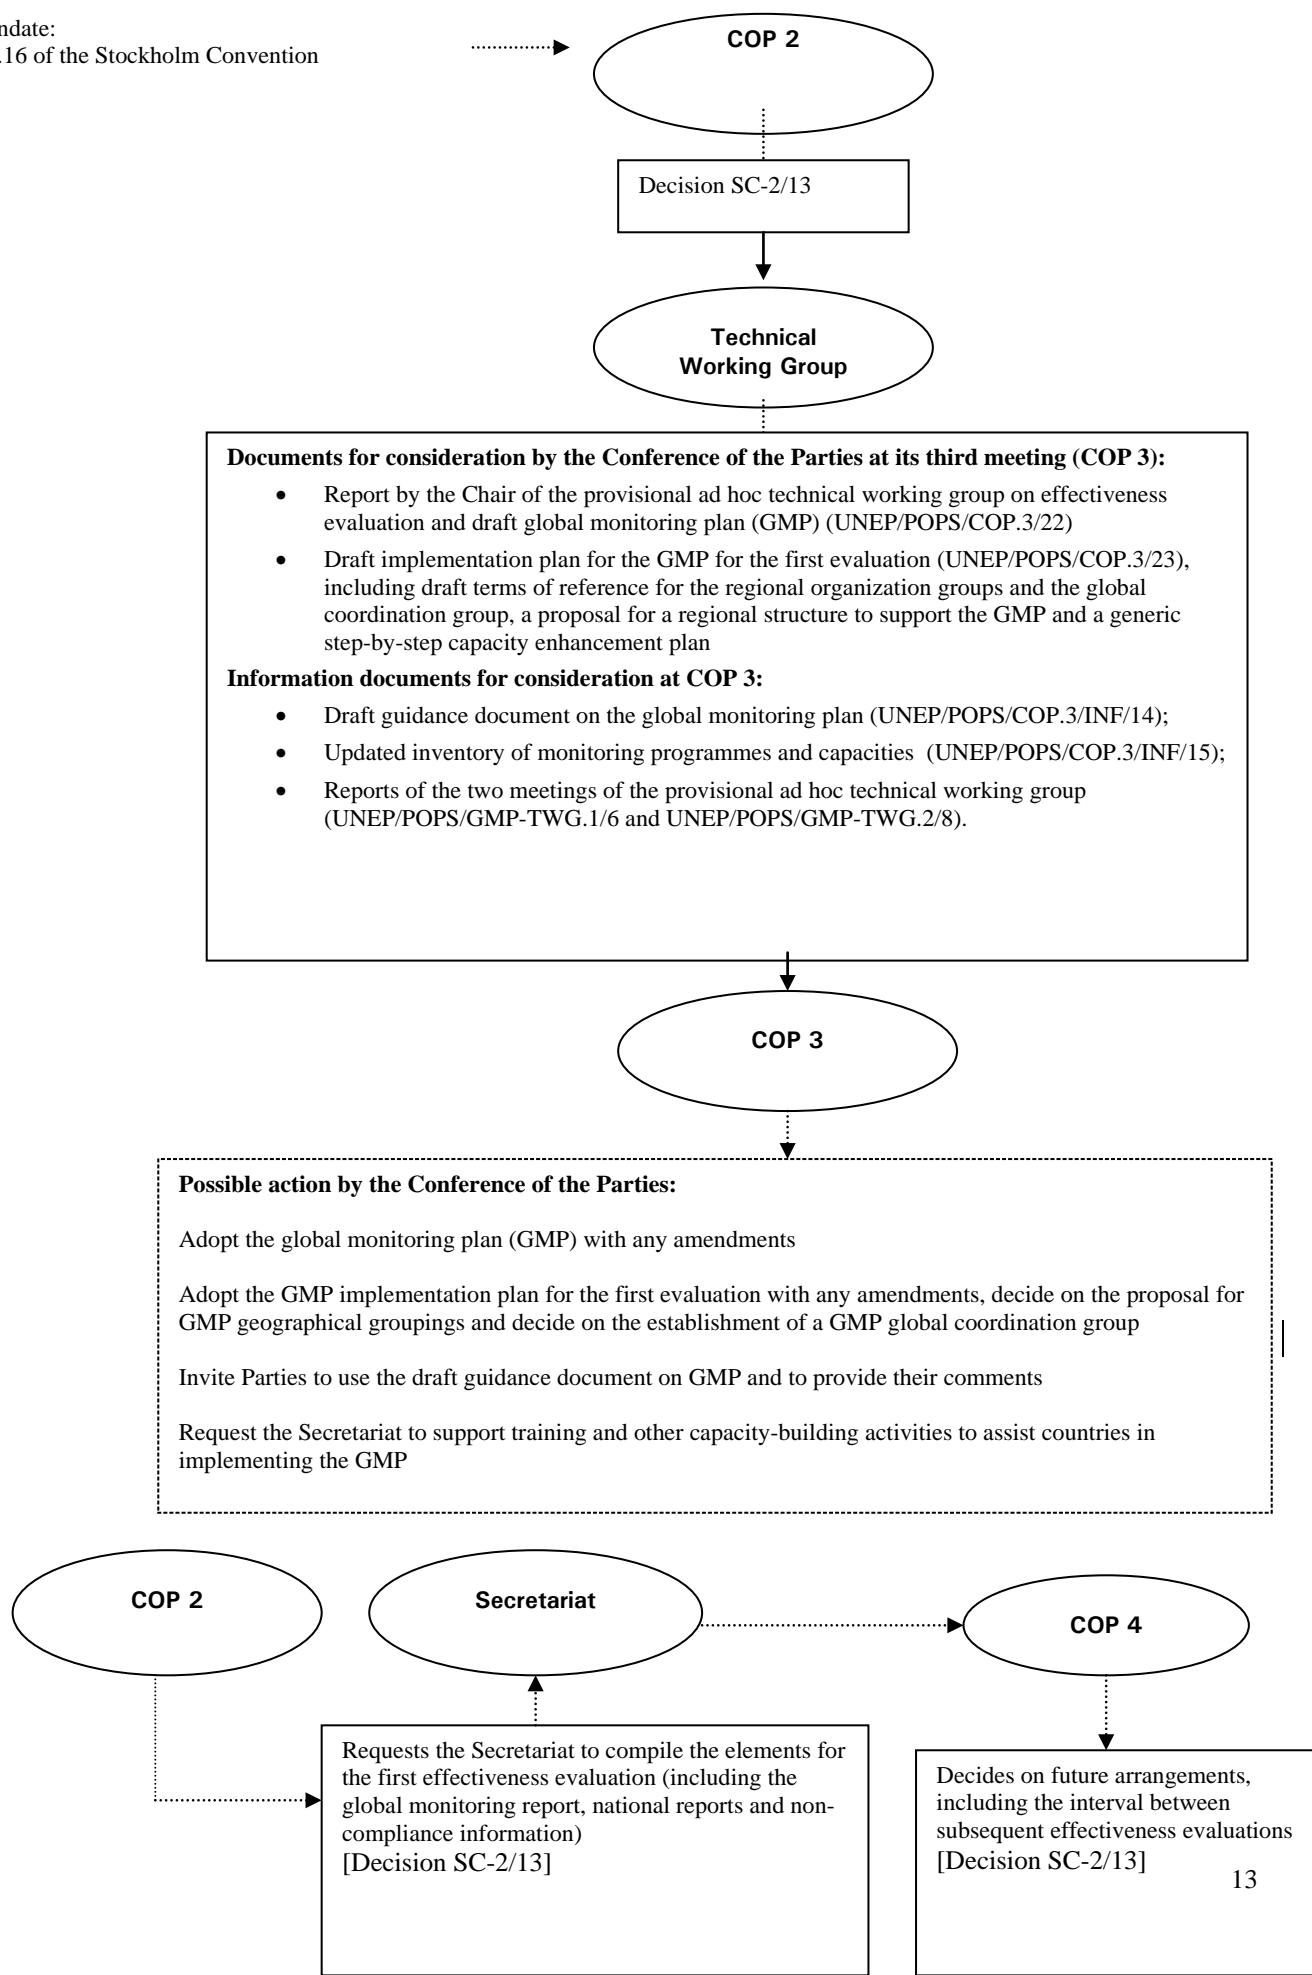 ndate:
.16 of the Stockholm Convention
COP 2
Decision SC-2/13
Technical
Working Group
Documents for consideration by the Conference of the Parties at its third meeting (COP 3):
• Report by the Chair of the provisional ad hoc technical working group on effectiveness
evaluation and draft global monitoring plan (GMP) (UNEP/POPS/COP.3/22)
• Draft implementation plan for the GMP for the first evaluation (UNEP/POPS/COP.3/23),
including draft terms of reference for the regional organization groups and the global
coordination group, a proposal for a regional structure to support the GMP and a generic
step-by-step capacity enhancement plan
Information documents for consideration at COP 3:
• Draft guidance document on the global monitoring plan (UNEP/POPS/COP.3/INF/14);
• Updated inventory of monitoring programmes and capacities (UNEP/POPS/COP.3/INF/15);
• Reports of the two meetings of the provisional ad hoc technical working group
(UNEP/POPS/GMP-TWG.1/6 and UNEP/POPS/GMP-TWG.2/8).
COP 3
Possible action by the Conference of the Parties:
Adopt the global monitoring plan (GMP) with any amendments
Adopt the GMP implementation plan for the first evaluation with any amendments, decide on the proposal for
GMP geographical groupings and decide on the establishment of a GMP global coordination group
Invite Parties to use the draft guidance document on GMP and to provide their comments
Request the Secretariat to support training and other capacity-building activities to assist countries in
implementing the GMP
COP 2
Secretariat
COP 4
Requests the Secretariat to compile the elements for
the first effectiveness evaluation (including the
global monitoring report, national reports and non-
compliance information)
[Decision SC-2/13]
Decides on future arrangements,
including the interval between
subsequent effectiveness evaluations
[Decision SC-2/13]
13